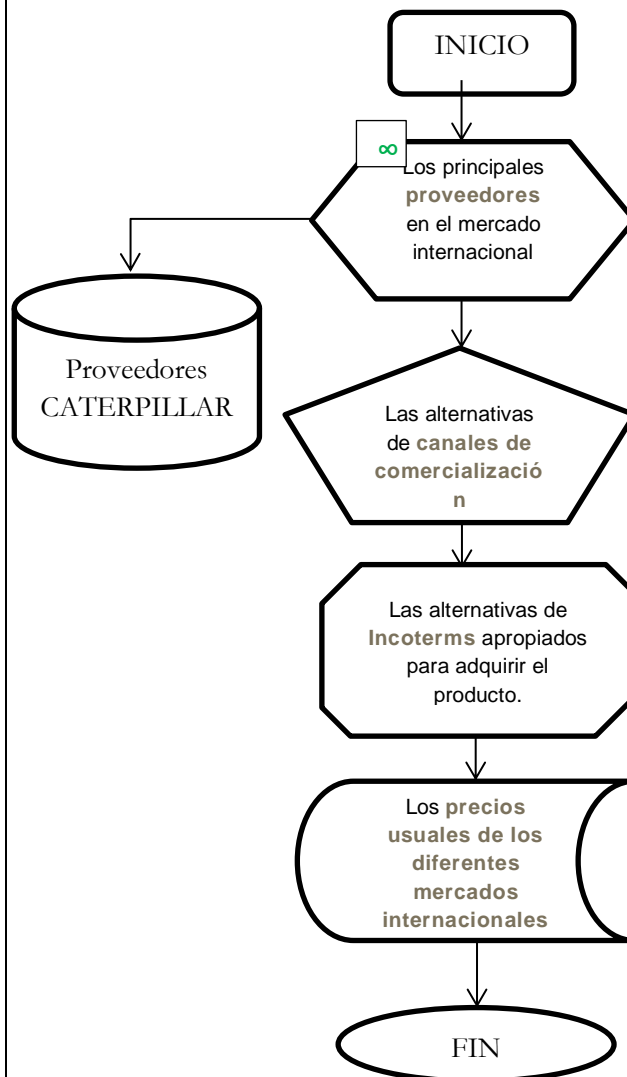 INICIO
∞
Los principales
proveedores
en el mercado
internacional
Proveedores
CATERPILLAR
Las alternativas
de canales de
comercializació
n
Las alternativas de
Incoterms apropiados
para adquirir el
producto.
Los precios
usuales de los
diferentes
mercados
internacionales
FIN